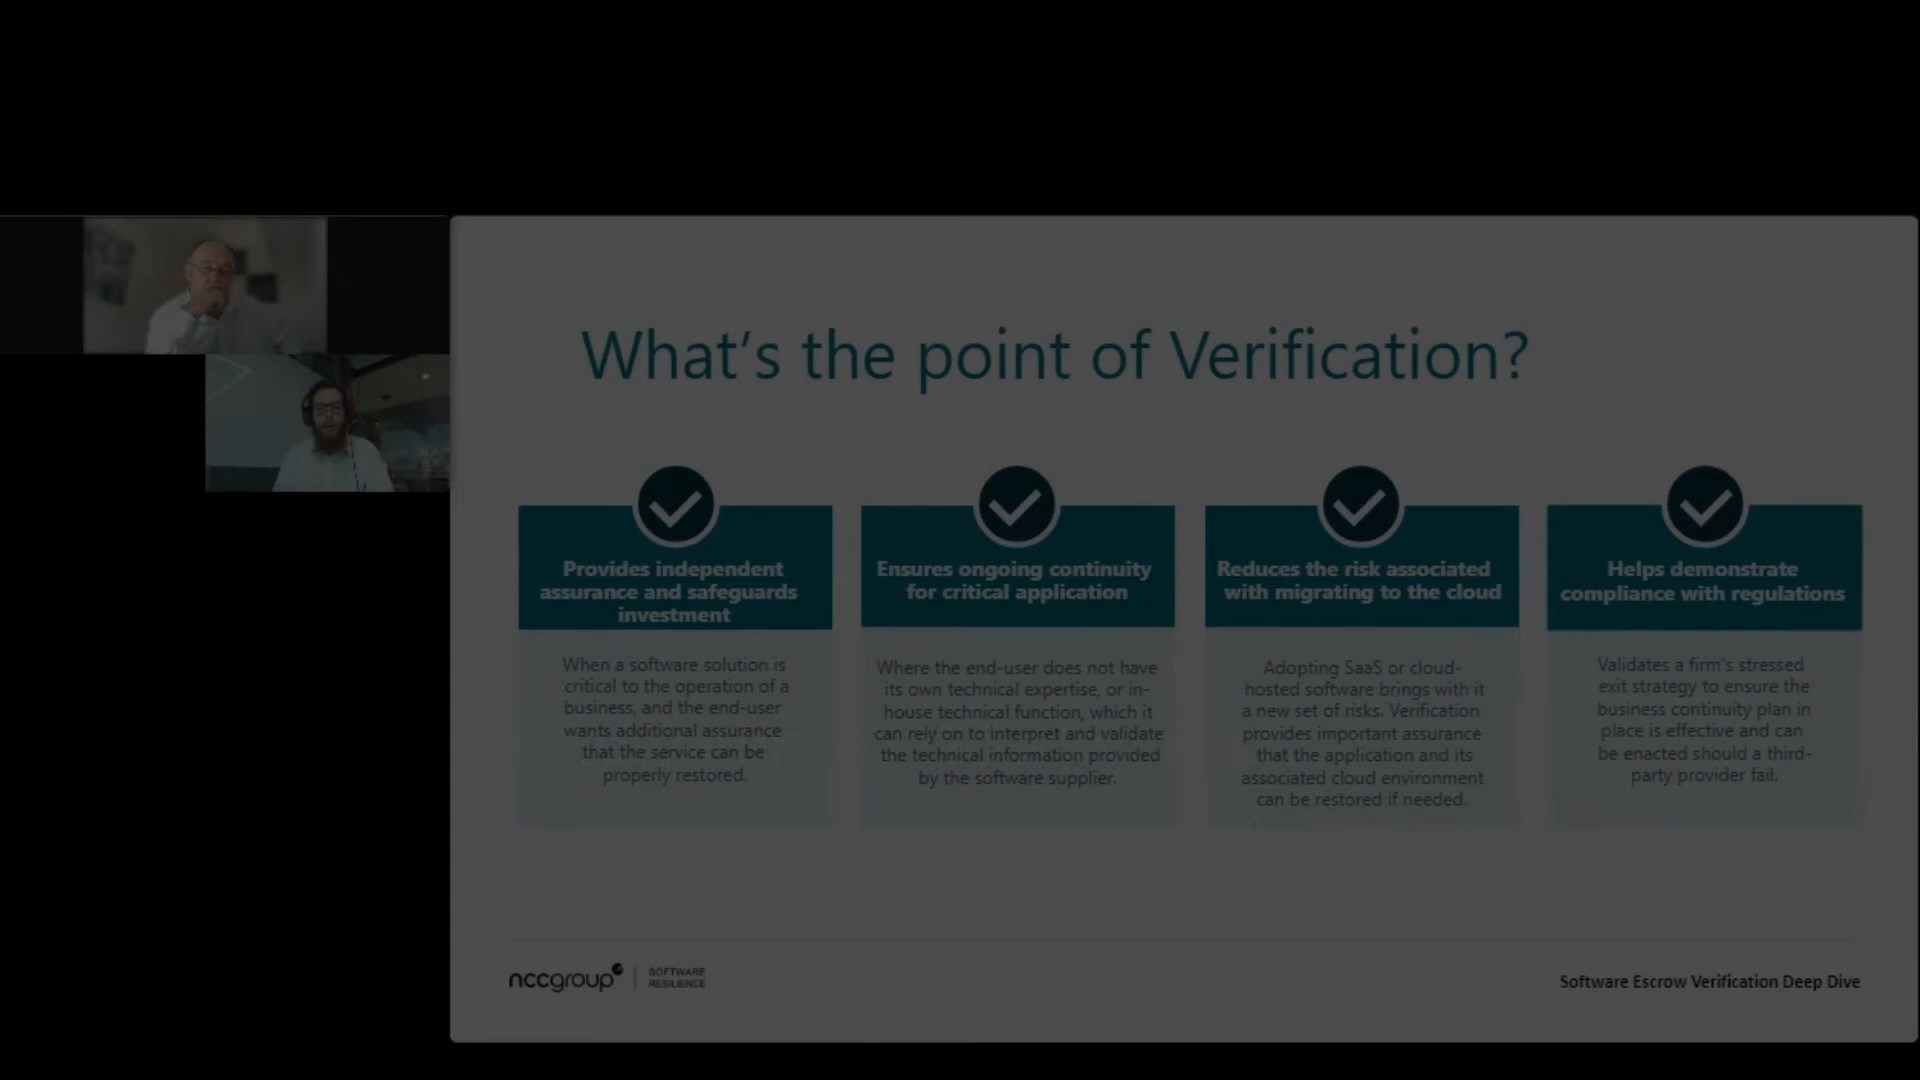 What's the point of Verification?
Provides independent
assurance and safeguards
investment
When a software solution is
critical to the operation of a
business, and the end-user
wants additional assurance
that the service can be
properly restored.
Ensures ongoing continuity
for critical application
Where the end-user does not have
its own technical expertise, or in-
house technical function, which it
can rely on to interpret and validate
the technical information provided
by the software supplier.
Reduces the risk associated
with migrating to the cloud
Adopting SaaS or cloud-
hosted software brings with it
a new set of risks. Verification
provides important assurance
that the application and its
associated cloud environment
can be restored if needed.
Helps demonstrate
compliance with regulations
Validates a firm's stressed
exit strategy to ensure the
business continuity plan in
place is effective and can
be enacted should a third-
party provider fail.
nccgroup
SOFTWARE
RESILIENCE
Software Escrow Verification Deep Dive